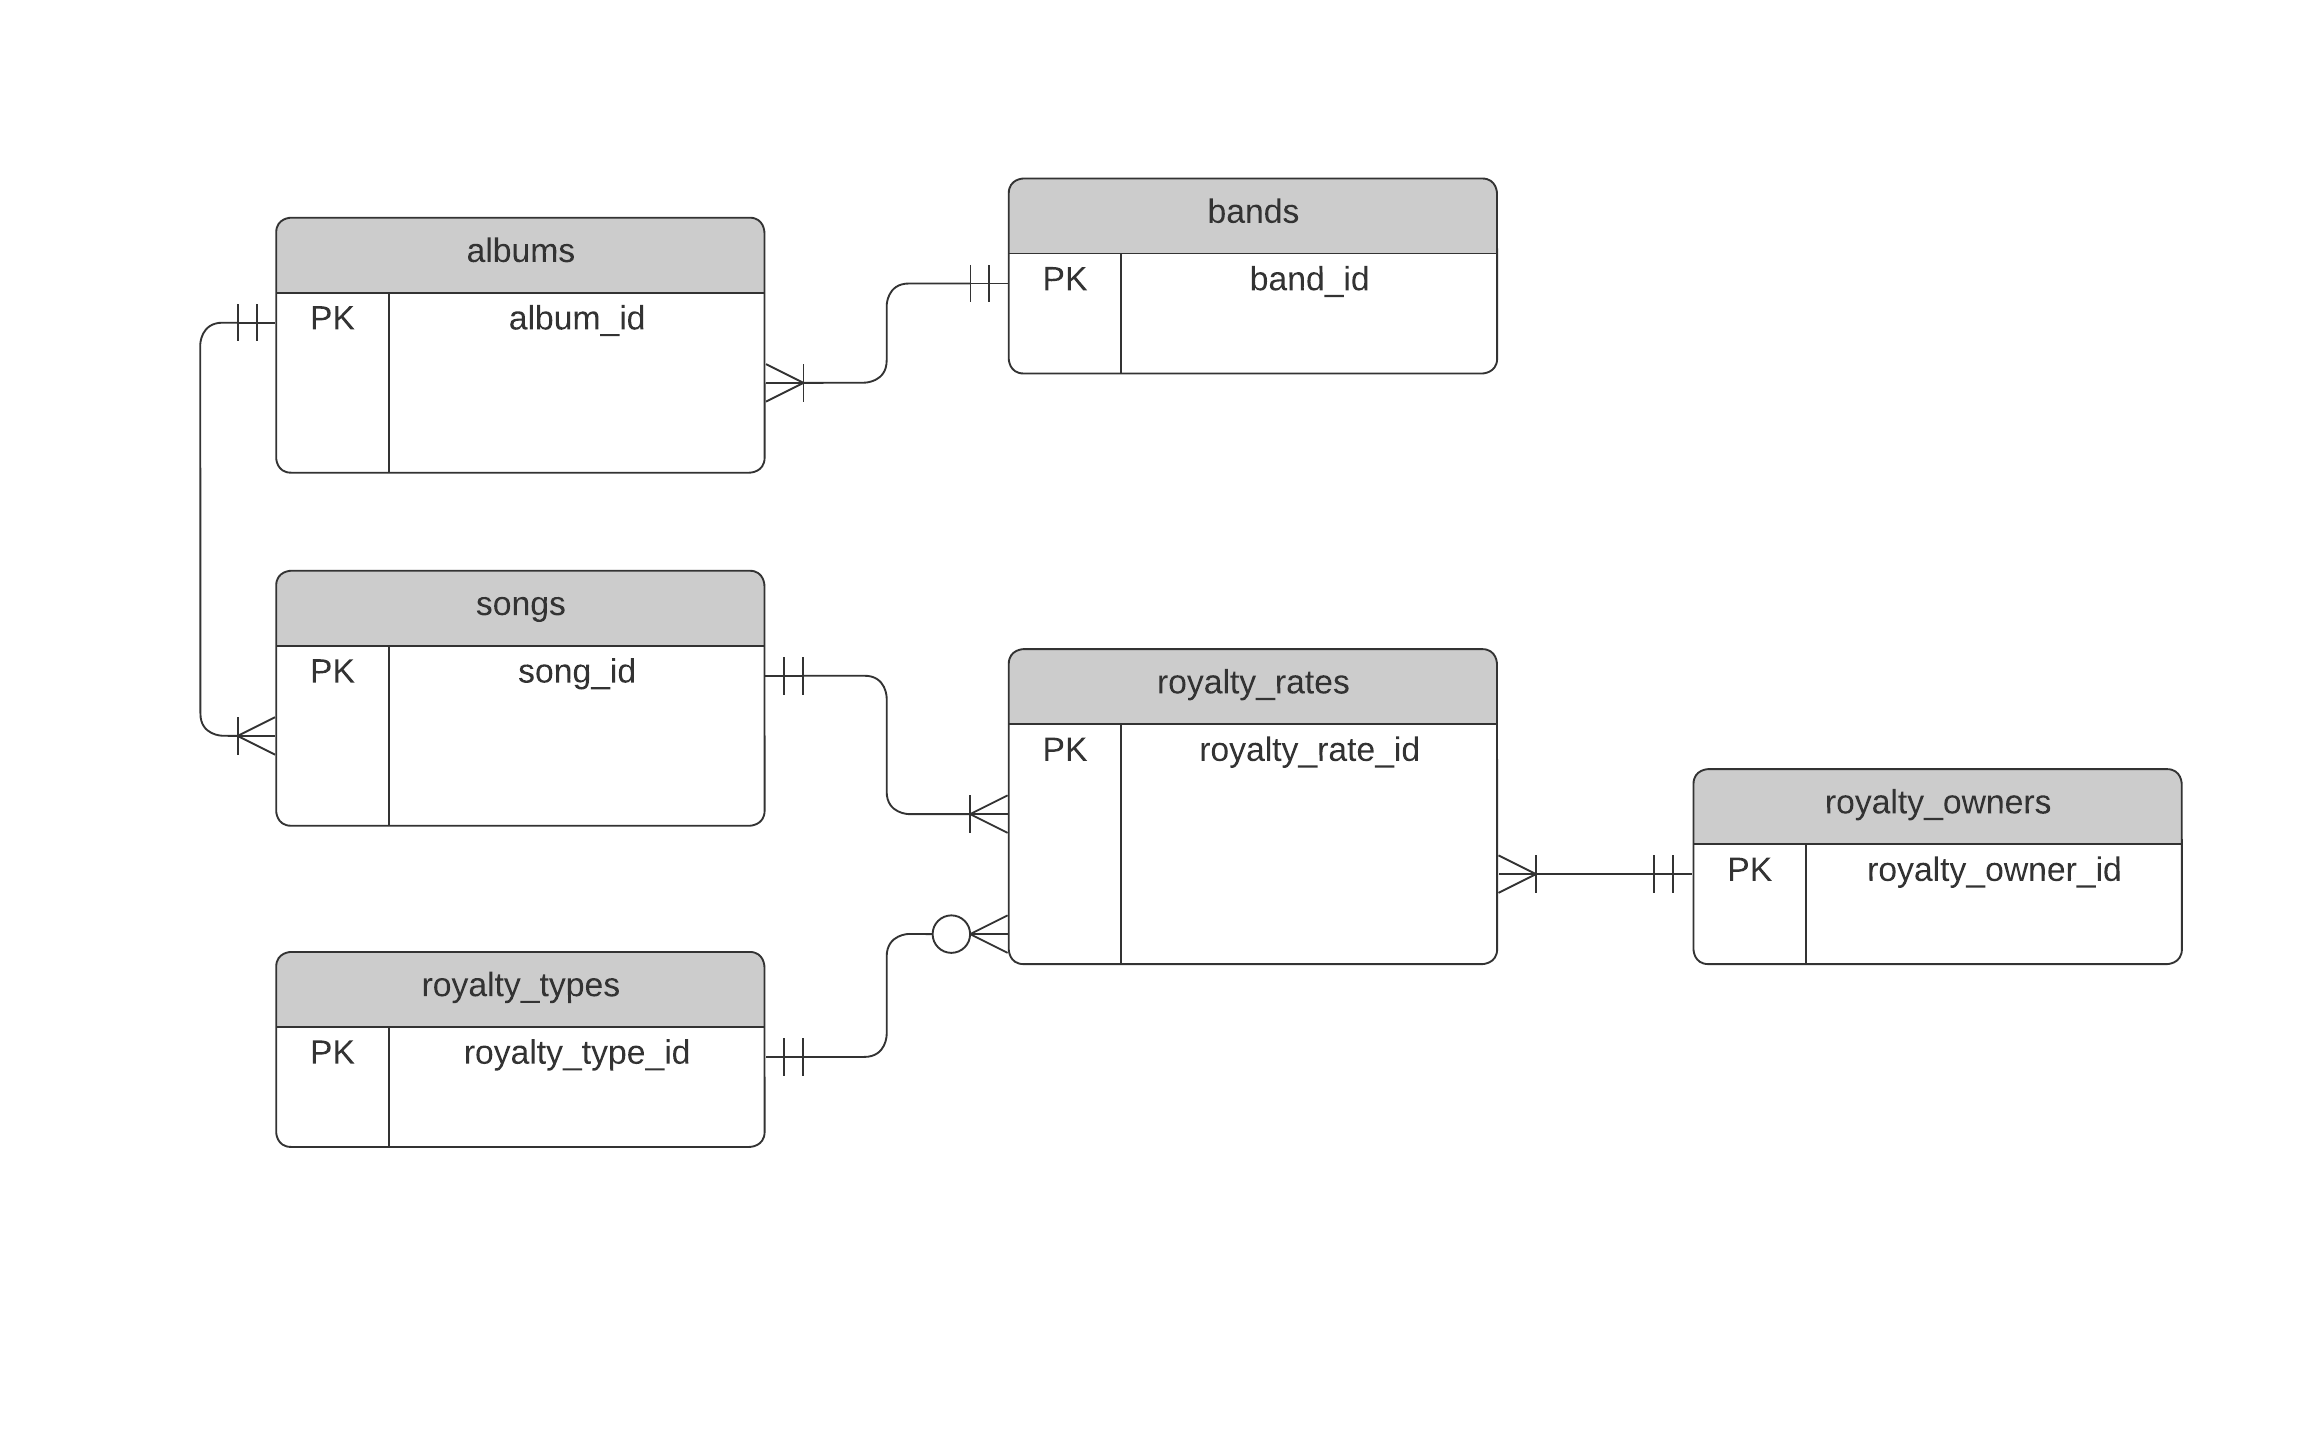 albums
PK album_id
bands
PK band_id
songs
PK song_id
royalty_rates
PK royalty_rate_id
royalty_owners
PK royalty_owner_id
royalty_types
PK royalty_type_id